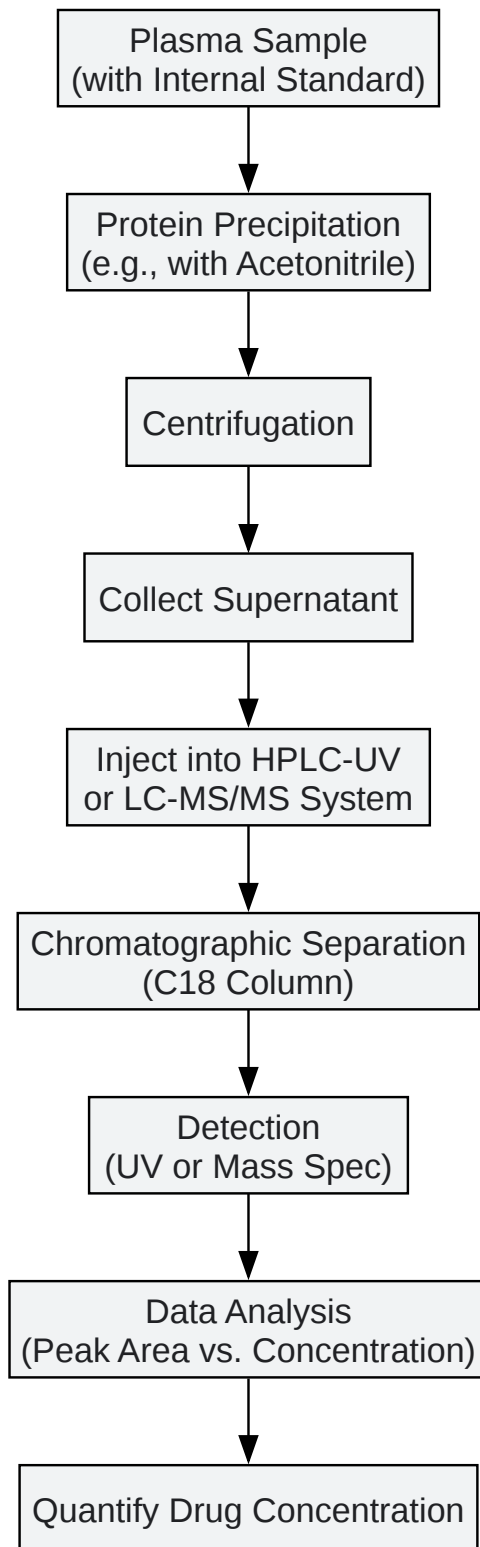 Plasma Sample
(with Internal Standard)
Protein Precipitation
(e.g., with Acetonitrile)
Centrifugation
Collect Supernatant
Inject into HPLC-UV
or LC-MS/MS System
Chromatographic Separation
(C18 Column)
Detection
(UV or Mass Spec)
Data Analysis
(Peak Area vs. Concentration)
Quantify Drug Concentration